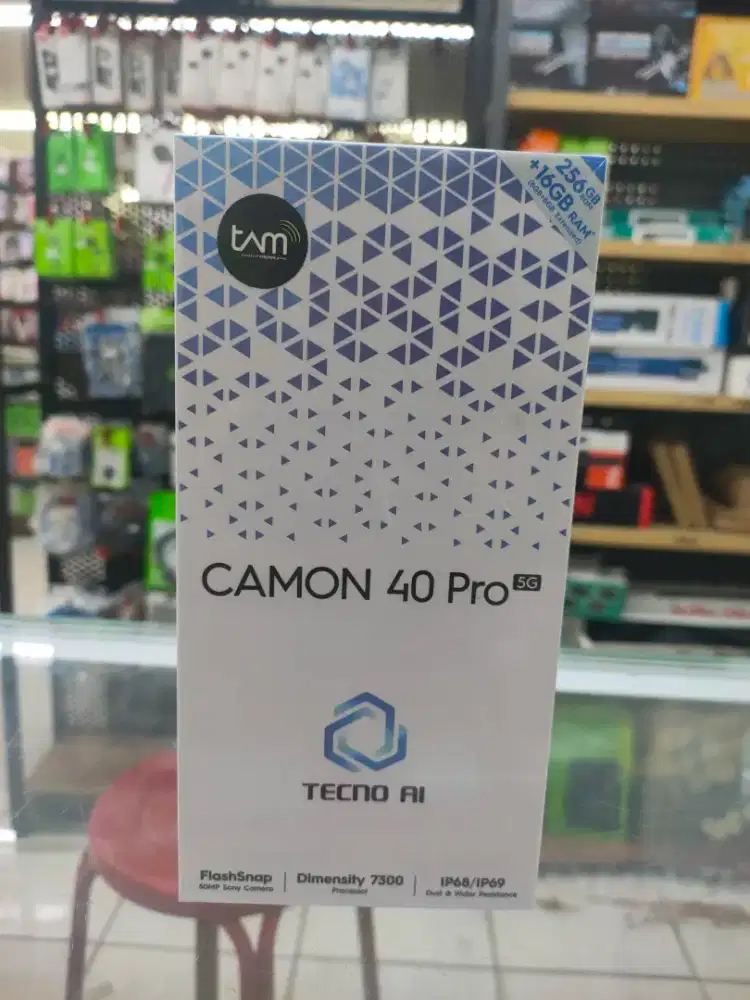 tam
256GB
ROM
+16GB RAM*
CAMON 40 Pro 5G
TECNO AI
FlashSnap
50MP Sony Camera
Dimensity 7300
Processor
IP68/IP69
Dust & Water Resistance